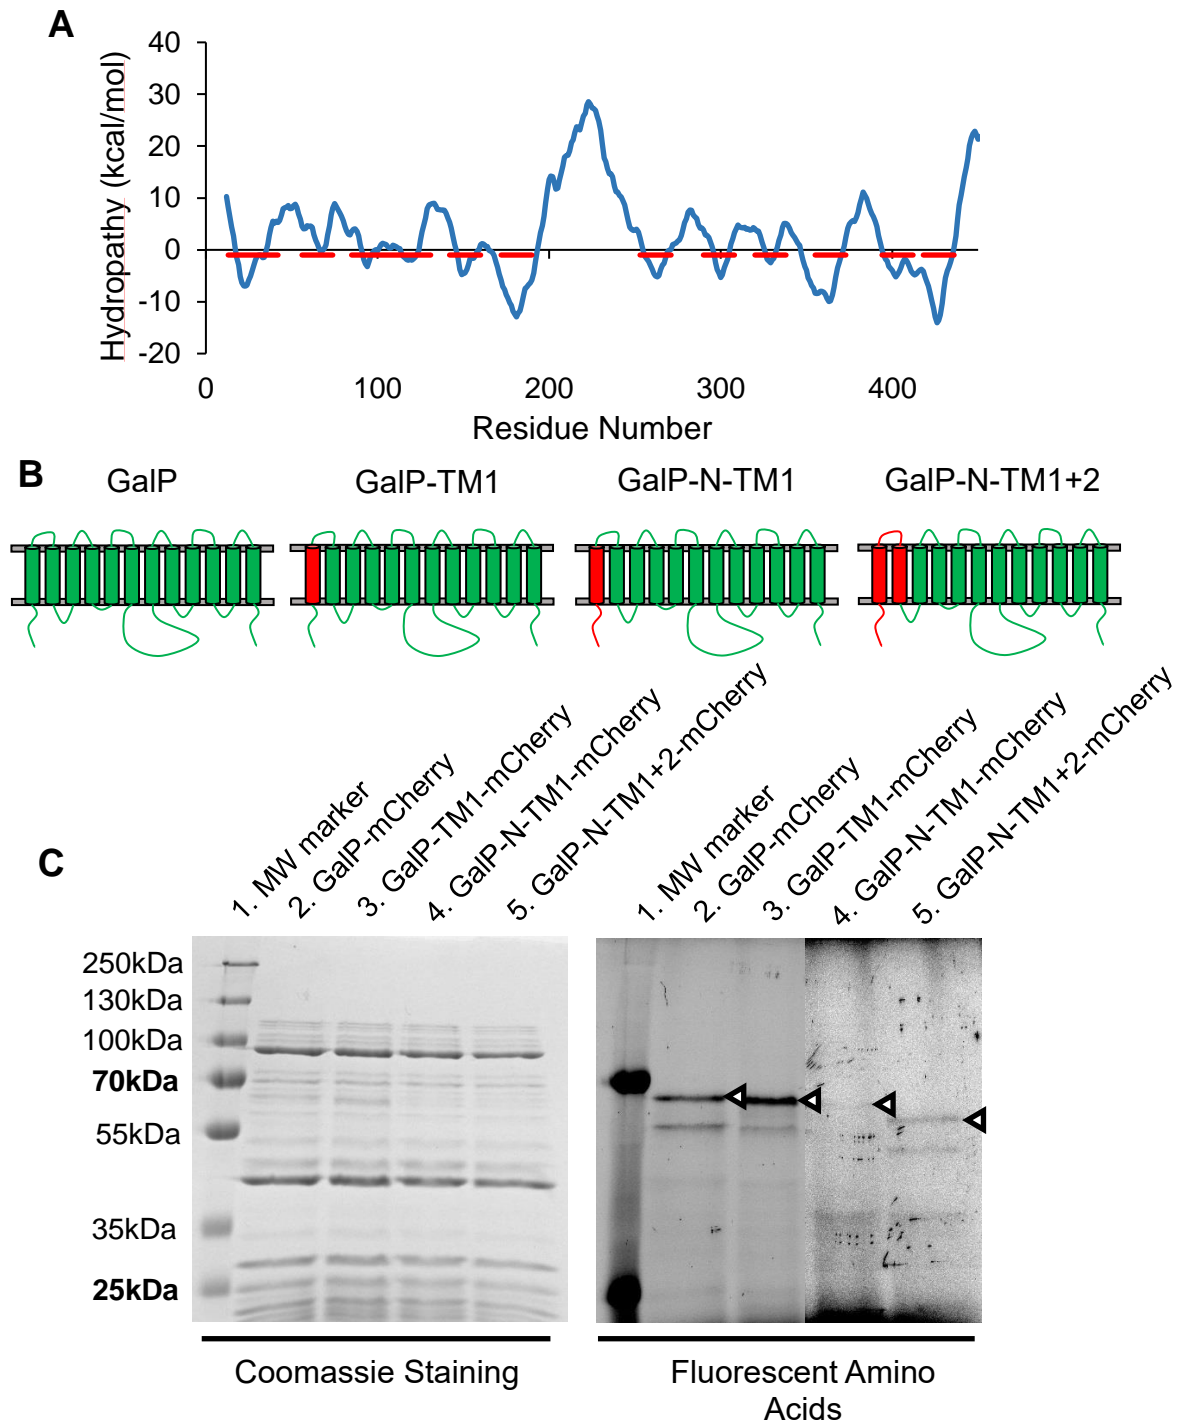 A
40
30
20
10
0
-10
-20
Hydropathy (kcal/mol)
0 100 200 300 400
Residue Number
B
GalP GalP-TM1 GalP-N-TM1 GalP-N-TM1+2
C
1. MW marker
2. GalP-mCherry
3. GalP-TM1-mCherry
4. GalP-N-TM1-mCherry
5. GalP-N-TM1+2-mCherry
1. MW marker
2. GalP-mCherry
3. GalP-TM1-mCherry
4. GalP-N-TM1-mCherry
5. GalP-N-TM1+2-mCherry
250kDa
130kDa
100kDa
70kDa
55kDa
35kDa
25kDa
Coomassie Staining
Fluorescent Amino
Acids